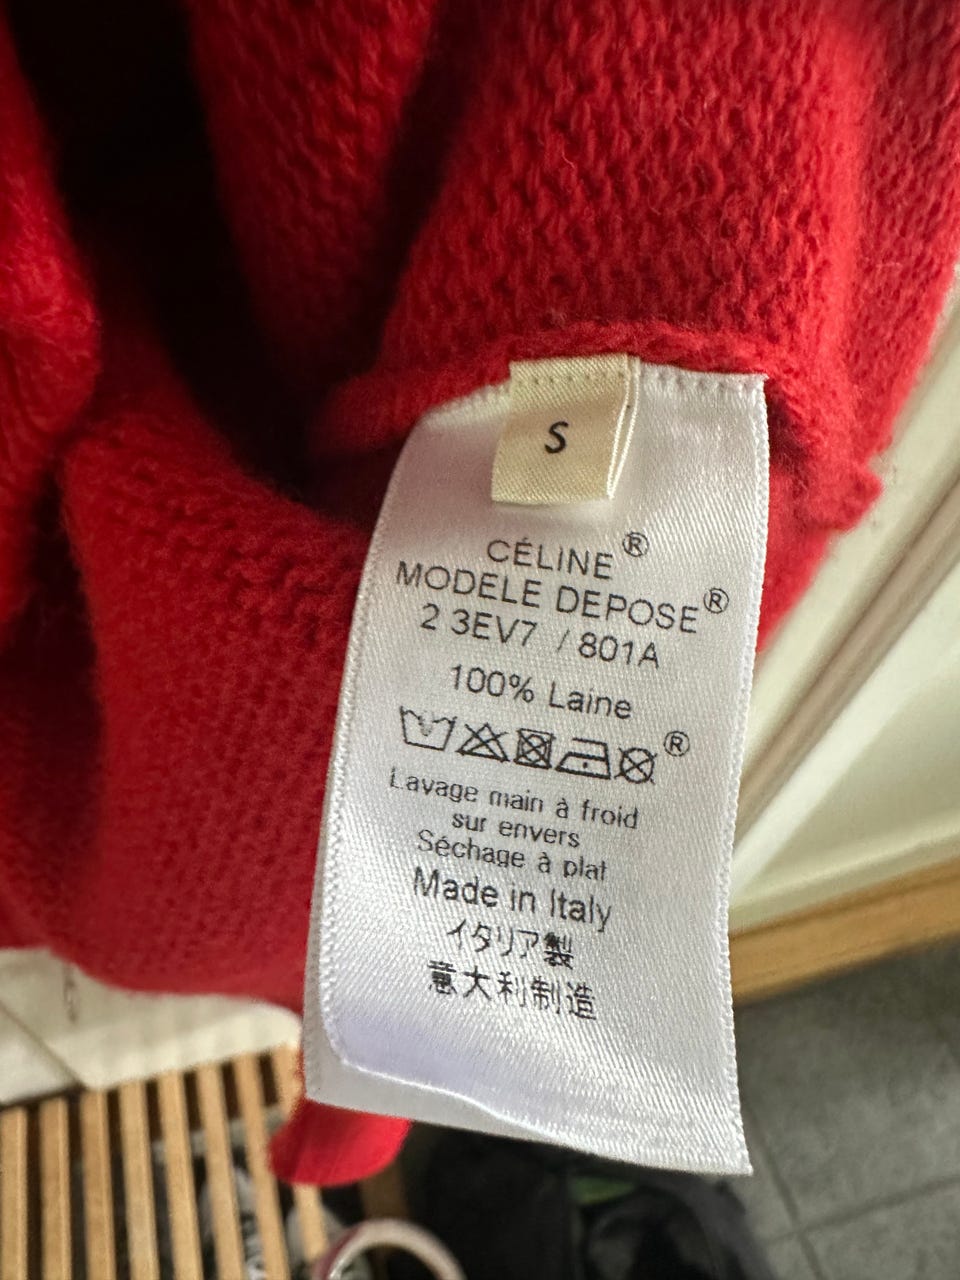 S
CÉLINE®
MODELE DEPOSE®
2 3EV7 / 801A
100% Laine
®
Lavage main à froid
sur envers
Séchage à plat
Made in Italy
イタリア製
意大利制造